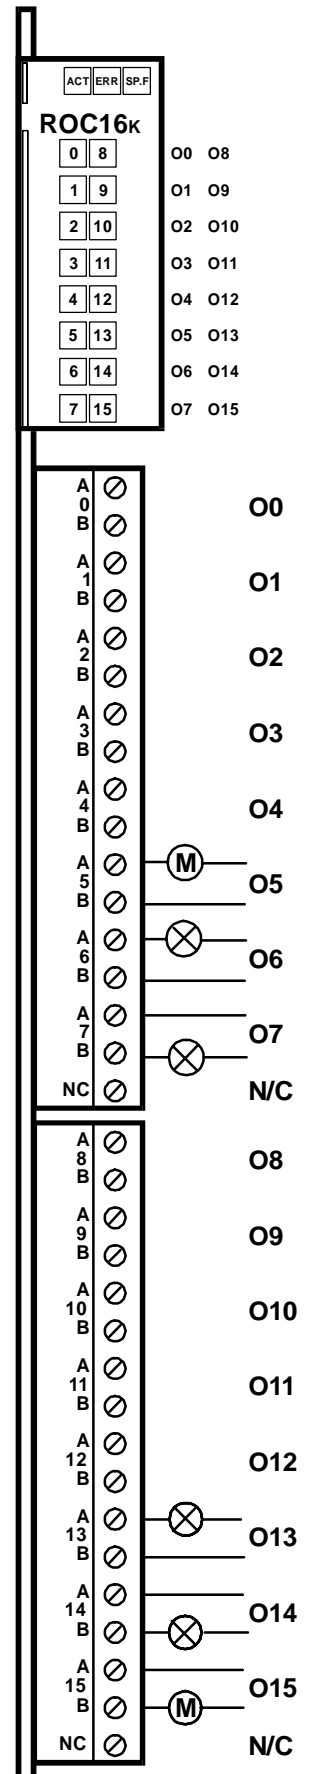 ACT ERR SP.F
ROC16K
0 8 O0 O8
1 9 O1 O9
2 10 O2 O10
3 11 O3 O11
4 12 O4 O12
5 13 O5 O13
6 14 O6 O14
7 15 O7 O15
A
0 O0
B
A
1 O1
B
A
2 O2
B
A
3 O3
B
A
4 O4
B
A M
5 O5
B
A
6 O6
B
A
7 O7
B
NC N/C
A
8 O8
B
A
9 O9
B
A
10 O10
B
A
11 O11
B
A
12 O12
B
A
13 O13
B
A
14 O14
B
A
15 O15
B M
NC N/C